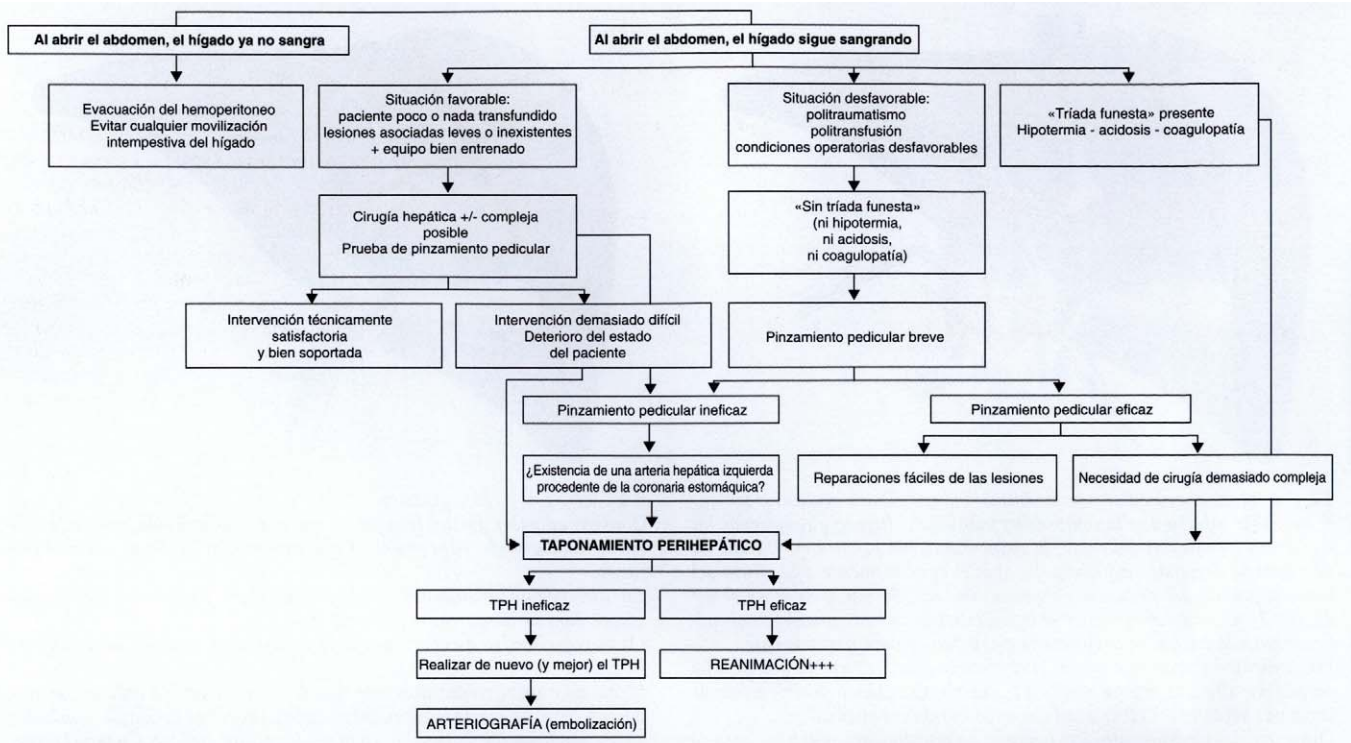 Al abrir el abdomen, el hígado ya no sangra
Al abrir el abdomen, el hígado sigue sangrando
Evacuación del hemoperitoneo
Evitar cualquier movilización
intempestiva del hígado
Situación favorable:
paciente poco o nada transfundido
lesiones asociadas leves o inexistentes
+ equipo bien entrenado
Situación desfavorable:
politraumatismo
politransfusión
condiciones operatorias desfavorables
«Tríada funesta» presente
Hipotermia - acidosis - coagulopatía
Cirugía hepática +/- compleja
posible
Prueba de pinzamiento pedicular
«Sin tríada funesta»
(ni hipotermia,
ni acidosis,
ni coagulopatía)
Intervención técnicamente
satisfactoria
y bien soportada
Intervención demasiado difícil
Deterioro del estado
del paciente
Pinzamiento pedicular breve
Pinzamiento pedicular ineficaz
Pinzamiento pedicular eficaz
¿Existencia de una arteria hepática izquierda
procedente de la coronaria estomáquica?
Reparaciones fáciles de las lesiones
Necesidad de cirugía demasiado compleja
TAPONAMIENTO PERIHEPÁTICO
TPH ineficaz
TPH eficaz
Realizar de nuevo (y mejor) el TPH
REANIMACIÓN+++
ARTERIOGRAFÍA (embolización)